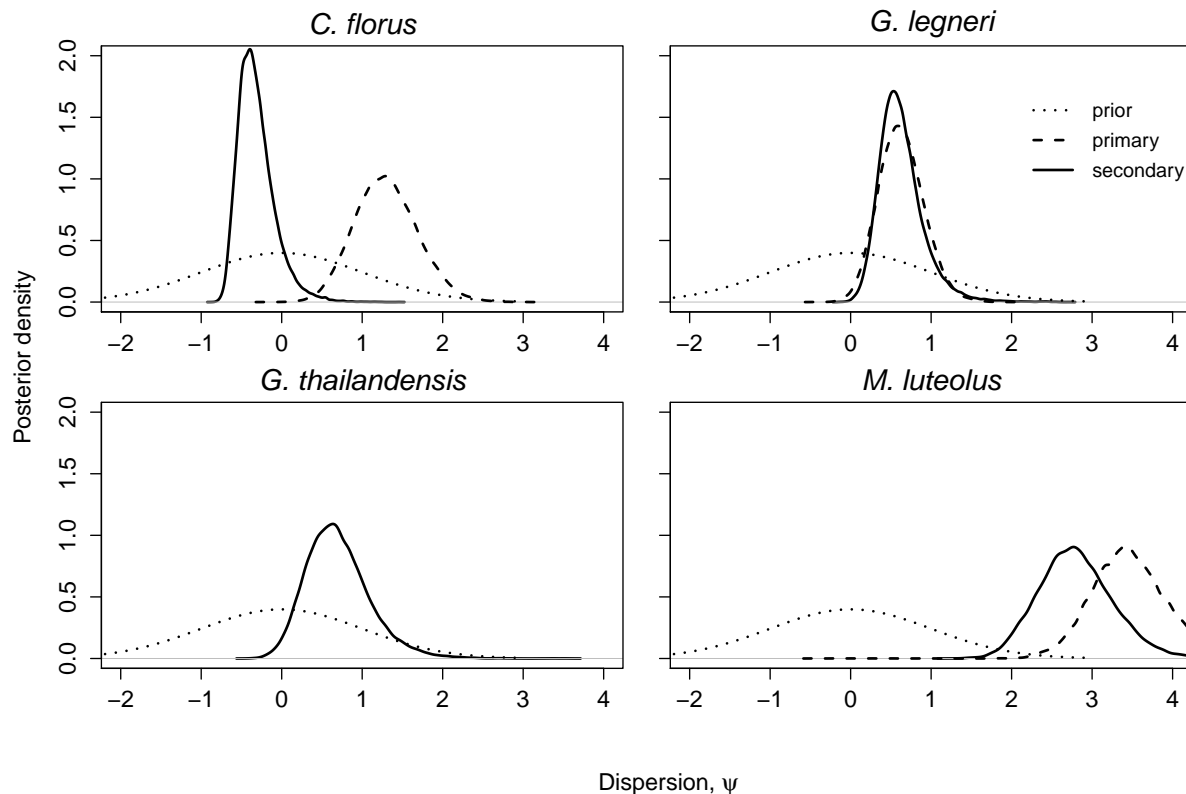 C. florus
G. legneri
2.0
1.5
1.0
0.5
0.0
−2 −1 0 1 2 3 4
−2 −1 0 1 2 3 4
prior
primary
secondary
Posterior density
G. thailandensis
M. luteolus
2.0
1.5
1.0
0.5
0.0
−2 −1 0 1 2 3 4
−2 −1 0 1 2 3 4
Dispersion, ψ